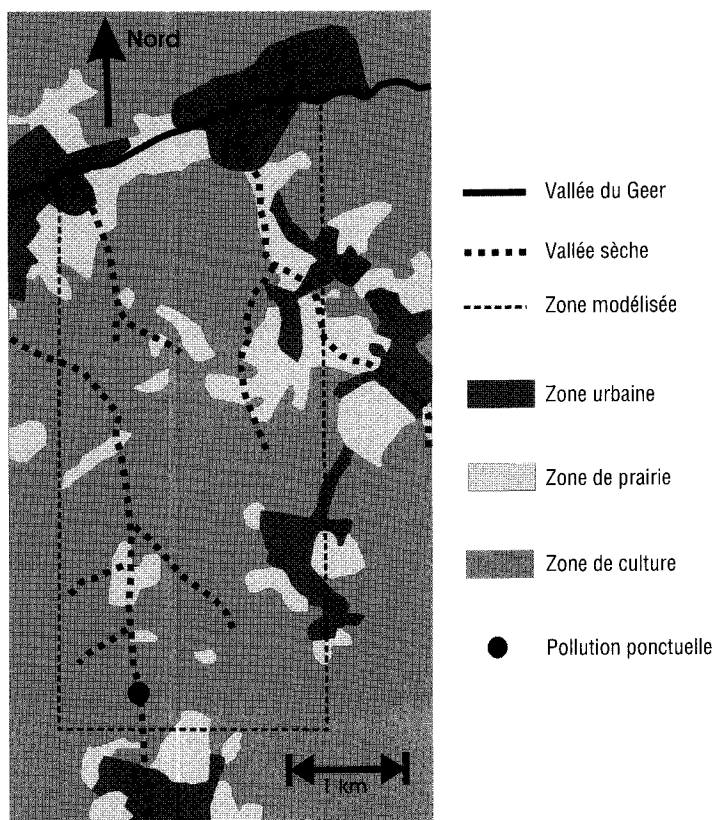 Nord
Vallée du Geer
Vallée sèche
Zone modélisée
Zone urbaine
Zone de prairie
Zone de culture
Pollution ponctuelle
1 km